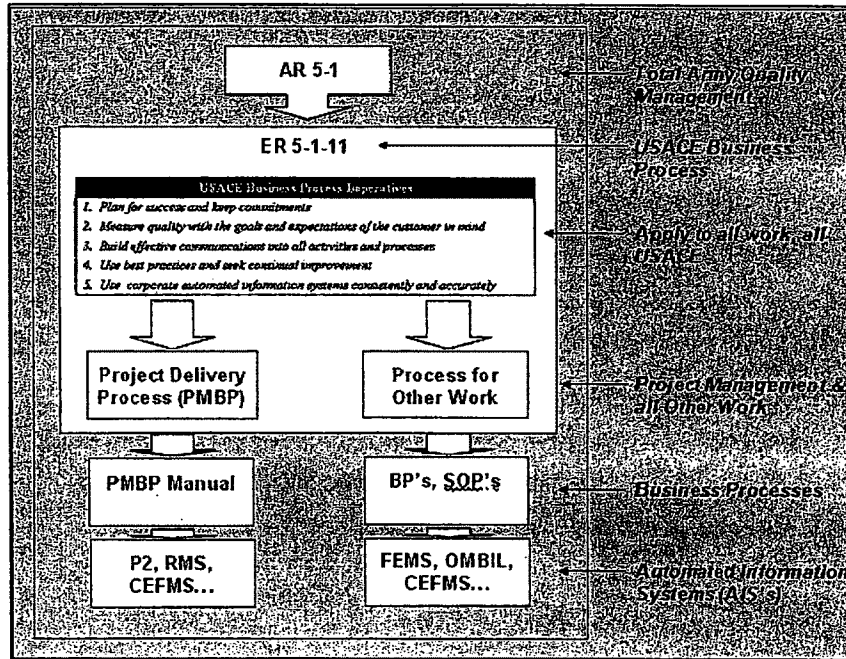 AR 5-1
Total Army Quality
Management
ER 5-1-11
USACE Business
Process
USACE Business Process Imperatives
1. Plan for success and keep commitments
2. Measure quality with the goals and expectations of the customer in mind
3. Build effective communications into all activities and processes
4. Use best practices and seek continual improvement
5. Use corporate automated information systems consistently and accurately
Apply to all work, all
USACE
Project Delivery
Process (PMBP)
Process for
Other Work
Project Management &
all Other Work
PMBP Manual
BP's, SOP's
Business Processes
P2, RMS,
CEFMS...
FEMS, OMBIL,
CEFMS...
Automated Information
Systems (AIS's)